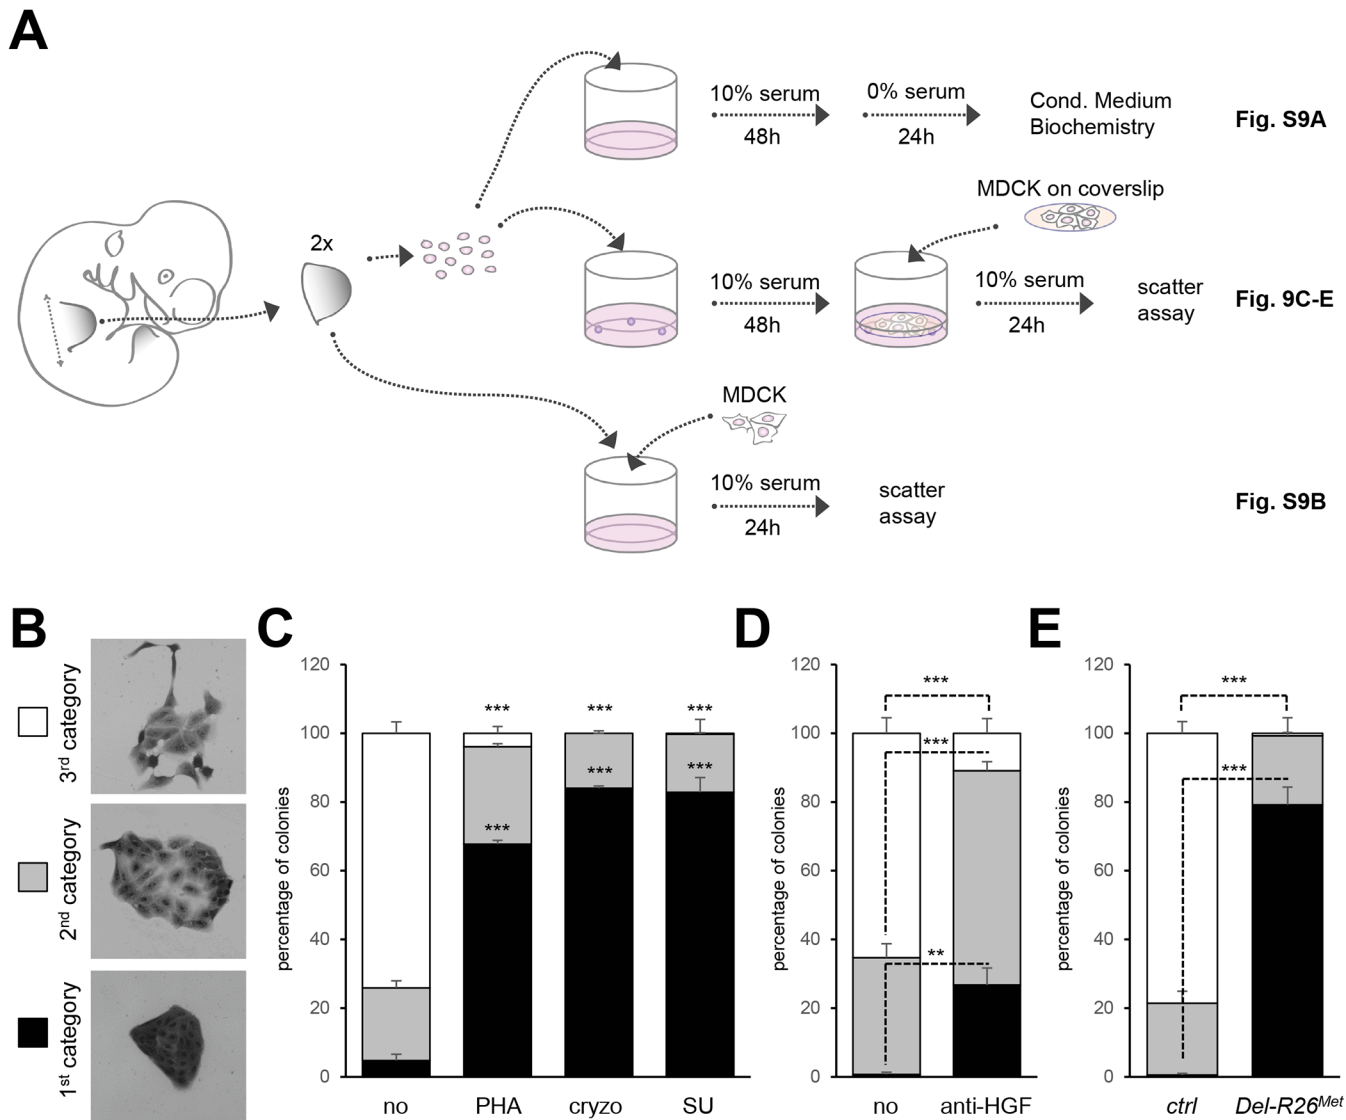 A
10% serum
48h
0% serum
24h
Cond. Medium
Biochemistry
Fig. S9A
MDCK on coverslip
2x
10% serum
48h
10% serum
24h
scatter
assay
Fig. 9C-E
MDCK
10% serum
24h
scatter
assay
Fig. S9B
B
3rd category
2nd category
1st category
C
percentage of colonies
120
100
80
60
40
20
0
***
***
***
***
***
***
no
PHA
cryzo
SU
D
percentage of colonies
120
100
80
60
40
20
0
***
***
**
no
anti-HGF
E
percentage of colonies
120
100
80
60
40
20
0
***
***
ctrl
Del-R26Met